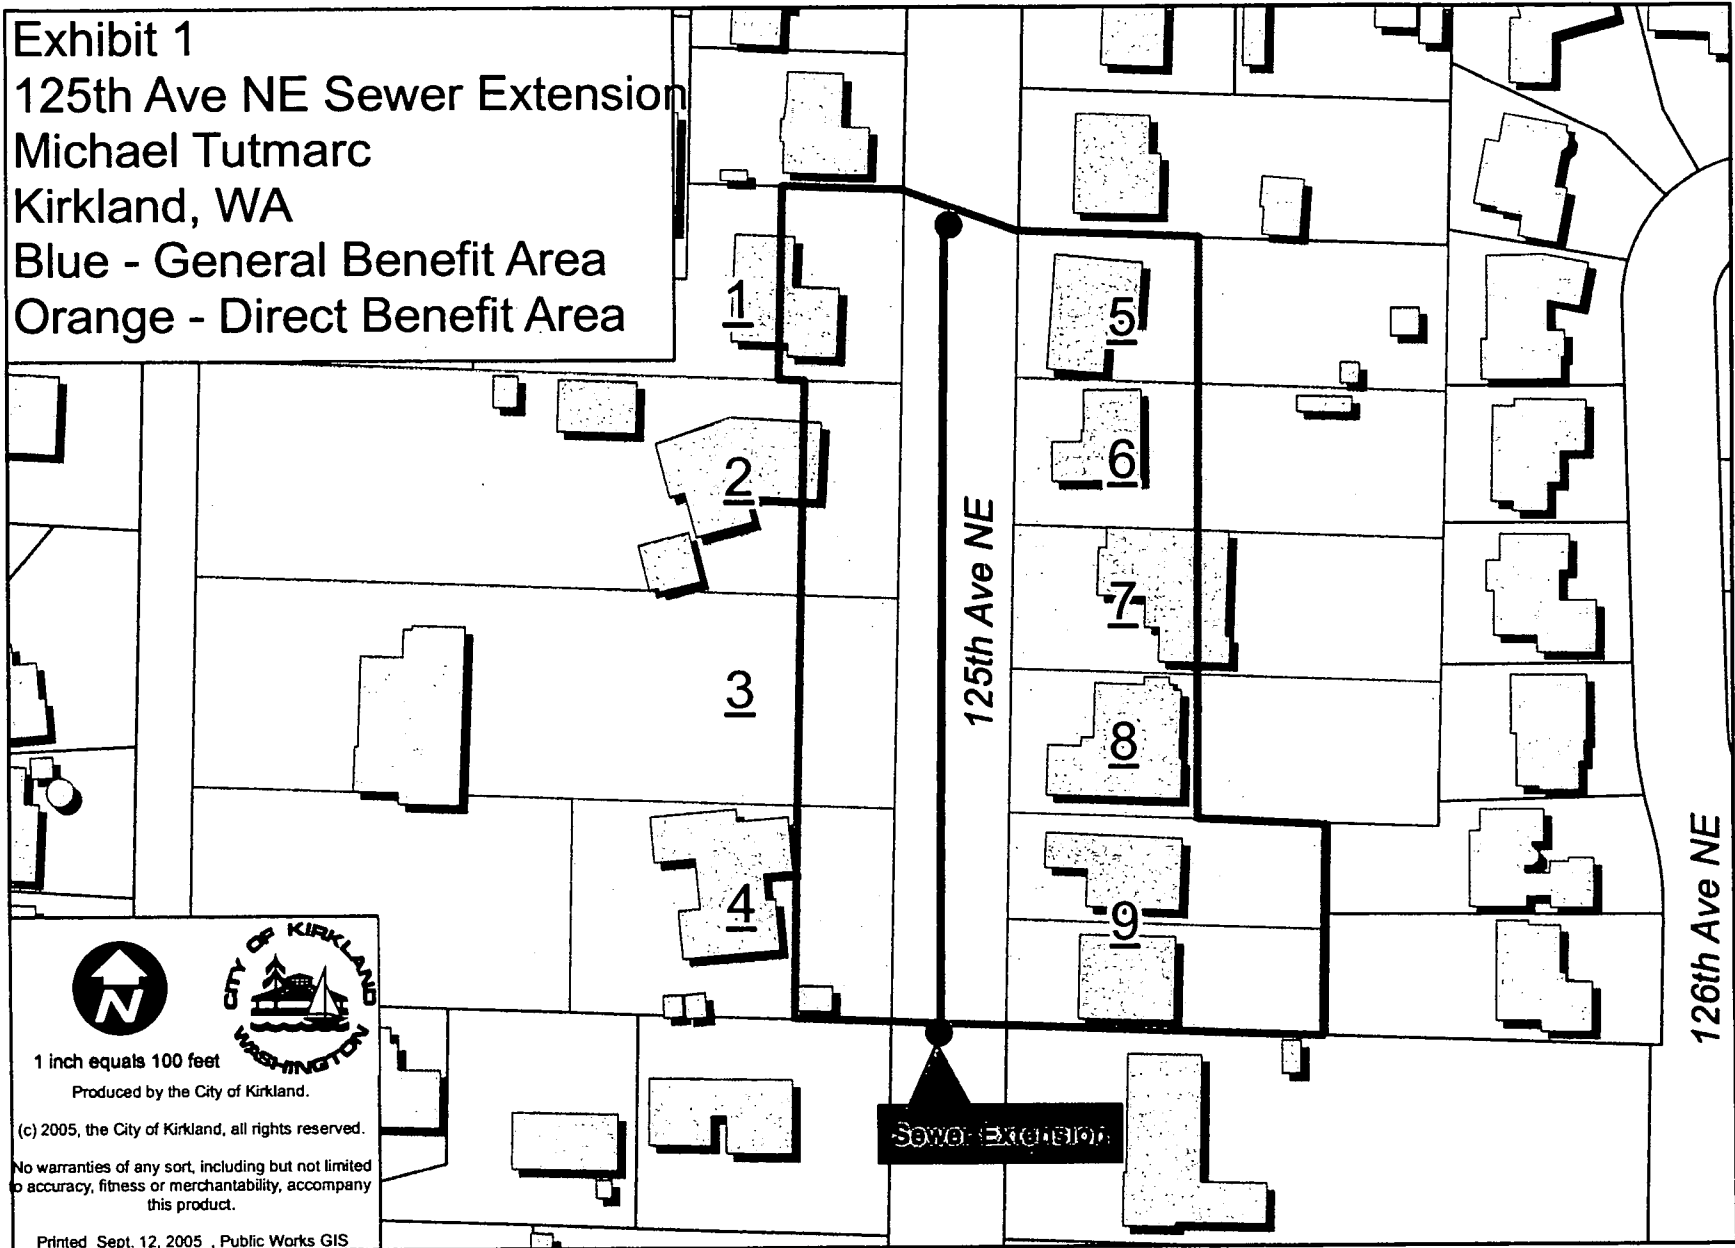 Exhibit 1
125th Ave NE Sewer Extension
Michael Tutmarc
Kirkland, WA
Blue - General Benefit Area
Orange - Direct Benefit Area
1
2
3
4
5
6
7
8
9
125th Ave NE
126th Ave NE
Sewer Extension
CITY OF KIRKLAND
WASHINGTON
N
1 inch equals 100 feet
Produced by the City of Kirkland.
(c) 2005, the City of Kirkland, all rights reserved.
No warranties of any sort, including but not limited
to accuracy, fitness or merchantability, accompany
this product.
Printed Sept. 12, 2005 , Public Works GIS